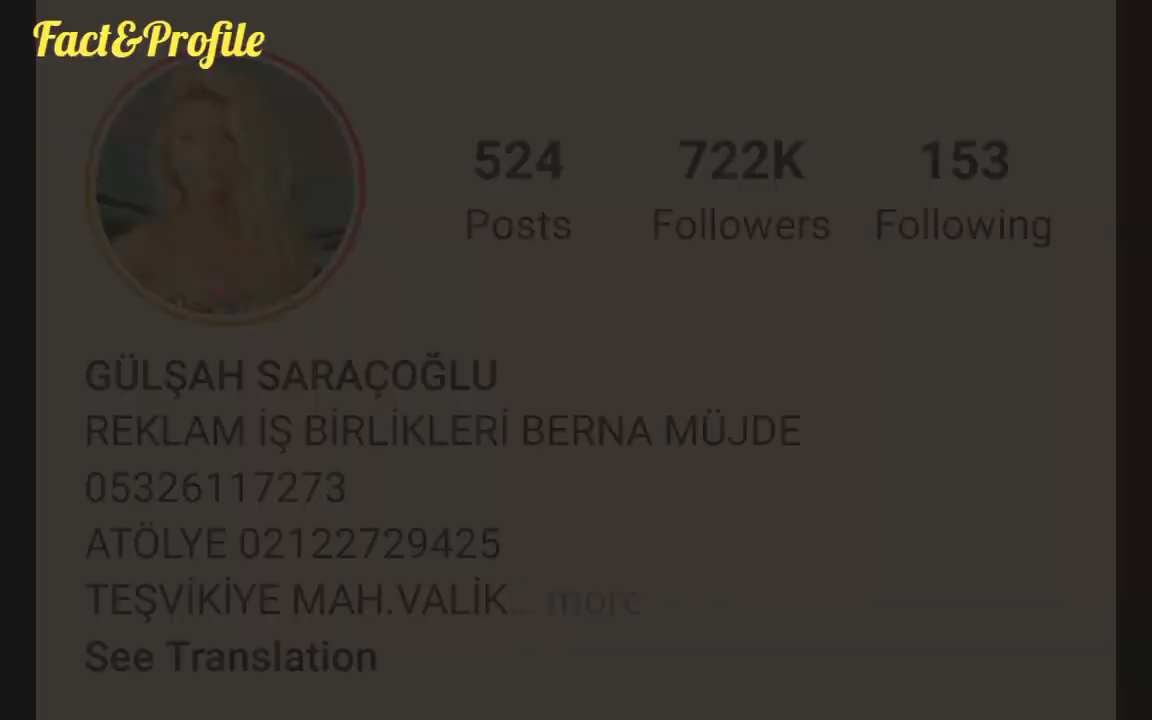 Fact&Profile
524 722K 153
Posts Followers Following
GÜLŞAH SARAÇOĞLU
REKLAM İŞ BİRLİKLERİ BERNA MÜJDE
05326117273
ATÖLYE 02122729425
TEŞVİKİYE MAH.VALİK... more
See Translation